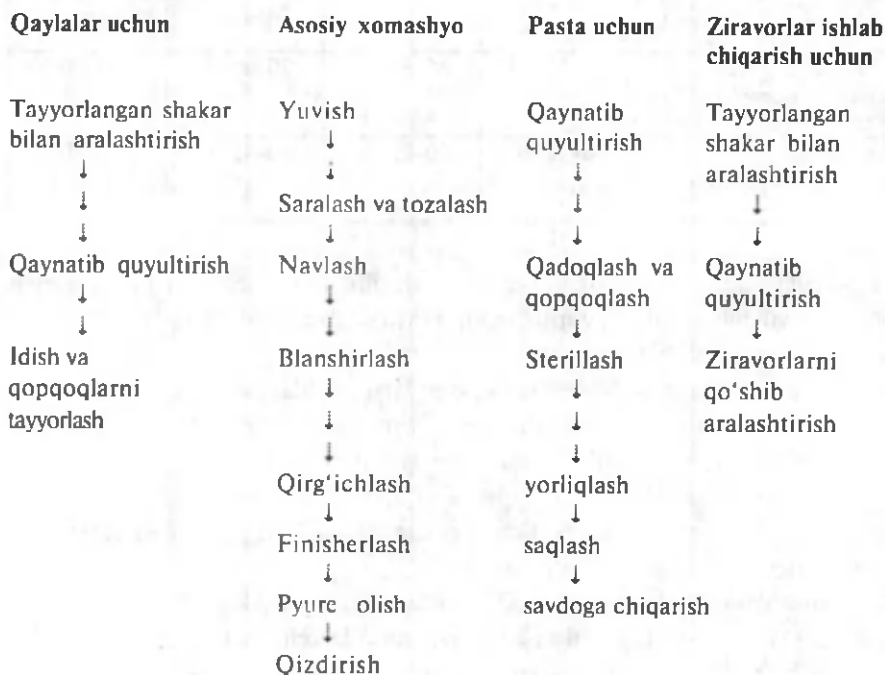 Qaylalar uchun
Tayyorlangan shakar
bilan aralashtirish
↓
↓
↓
Qaynatib quyultirish
↓
↓
Idish va
qopqoqlarni
tayyorlash
Asosiy xomashyo
Yuvish
↓
↓
Saralash va tozalash
↓
Navlash
↓
↓
Blanshirlash
↓
↓
↓
Qirg‘ichlash
↓
Finisherlash
↓
Pyure olish
↓
Qizdirish
Pasta uchun
Qaynatib
quyultirish
↓
↓
↓
Qadoqlash va
qopqoqlash
↓
Sterillash
↓
↓
↓
yorliqlash
↓
saqlash
↓
savdoga chiqarish
Ziravorlar ishlab
chiqarish uchun
Tayyorlangan
shakar bilan
aralashtirish
↓
↓
Qaynatib
quyultirish
↓
Ziravorlarni
qo‘shib
aralashtirish